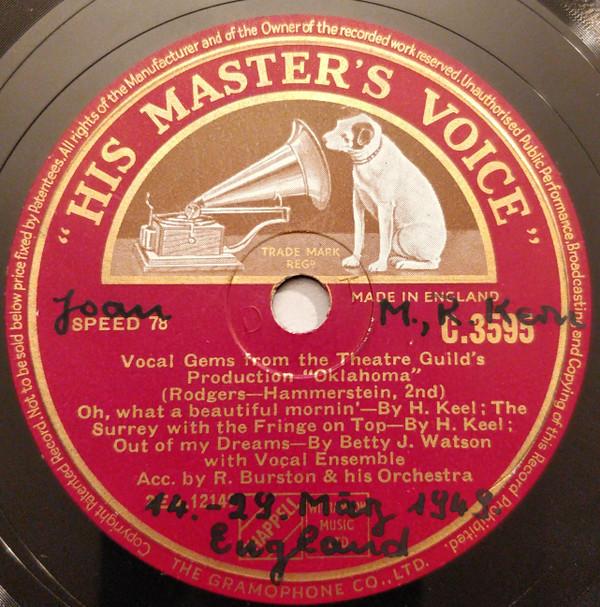 Copyright Patented Record. Not to be sold below price fixed by Patentees. All rights of the Manufacturer and of the Owner of the recorded work reserved. Unauthorised Public Performance, Broadcasting and Copying of this Record Prohibited.
"HIS MASTER'S VOICE"
TRADE MARK
REGD
MADE IN ENGLAND
Joan
M., K.
SPEED 78
C.3595
Vocal Gems from the Theatre Guild's
Production "Oklahoma"
(Rodgers—Hammerstein, 2nd)
Oh, what a beautiful mornin'—By H. Keel; The
Surrey with the Fringe on Top—By H. Keel;
Out of my Dreams—By Betty J. Watson
with Vocal Ensemble
Acc. by R. Burston & his Orchestra
14.-29. März 1949
CHAPPELL
MUSIC
LTD
England
THE GRAMOPHONE CO., LTD.